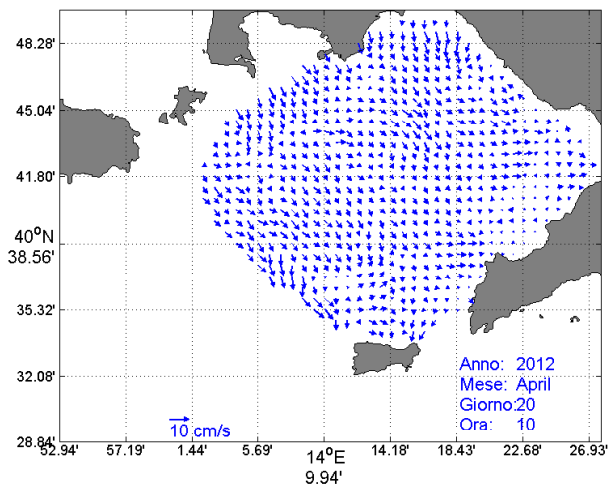 48.28'
45.04'
41.80'
40°N
38.56'
35.32'
32.08'
28.84'
Anno: 2012
Mese: April
Giorno:20
Ora: 10
10 cm/s
52.94' 57.19' 1.44' 5.69' 14°E 14.18' 18.43' 22.68' 26.93'
9.94'